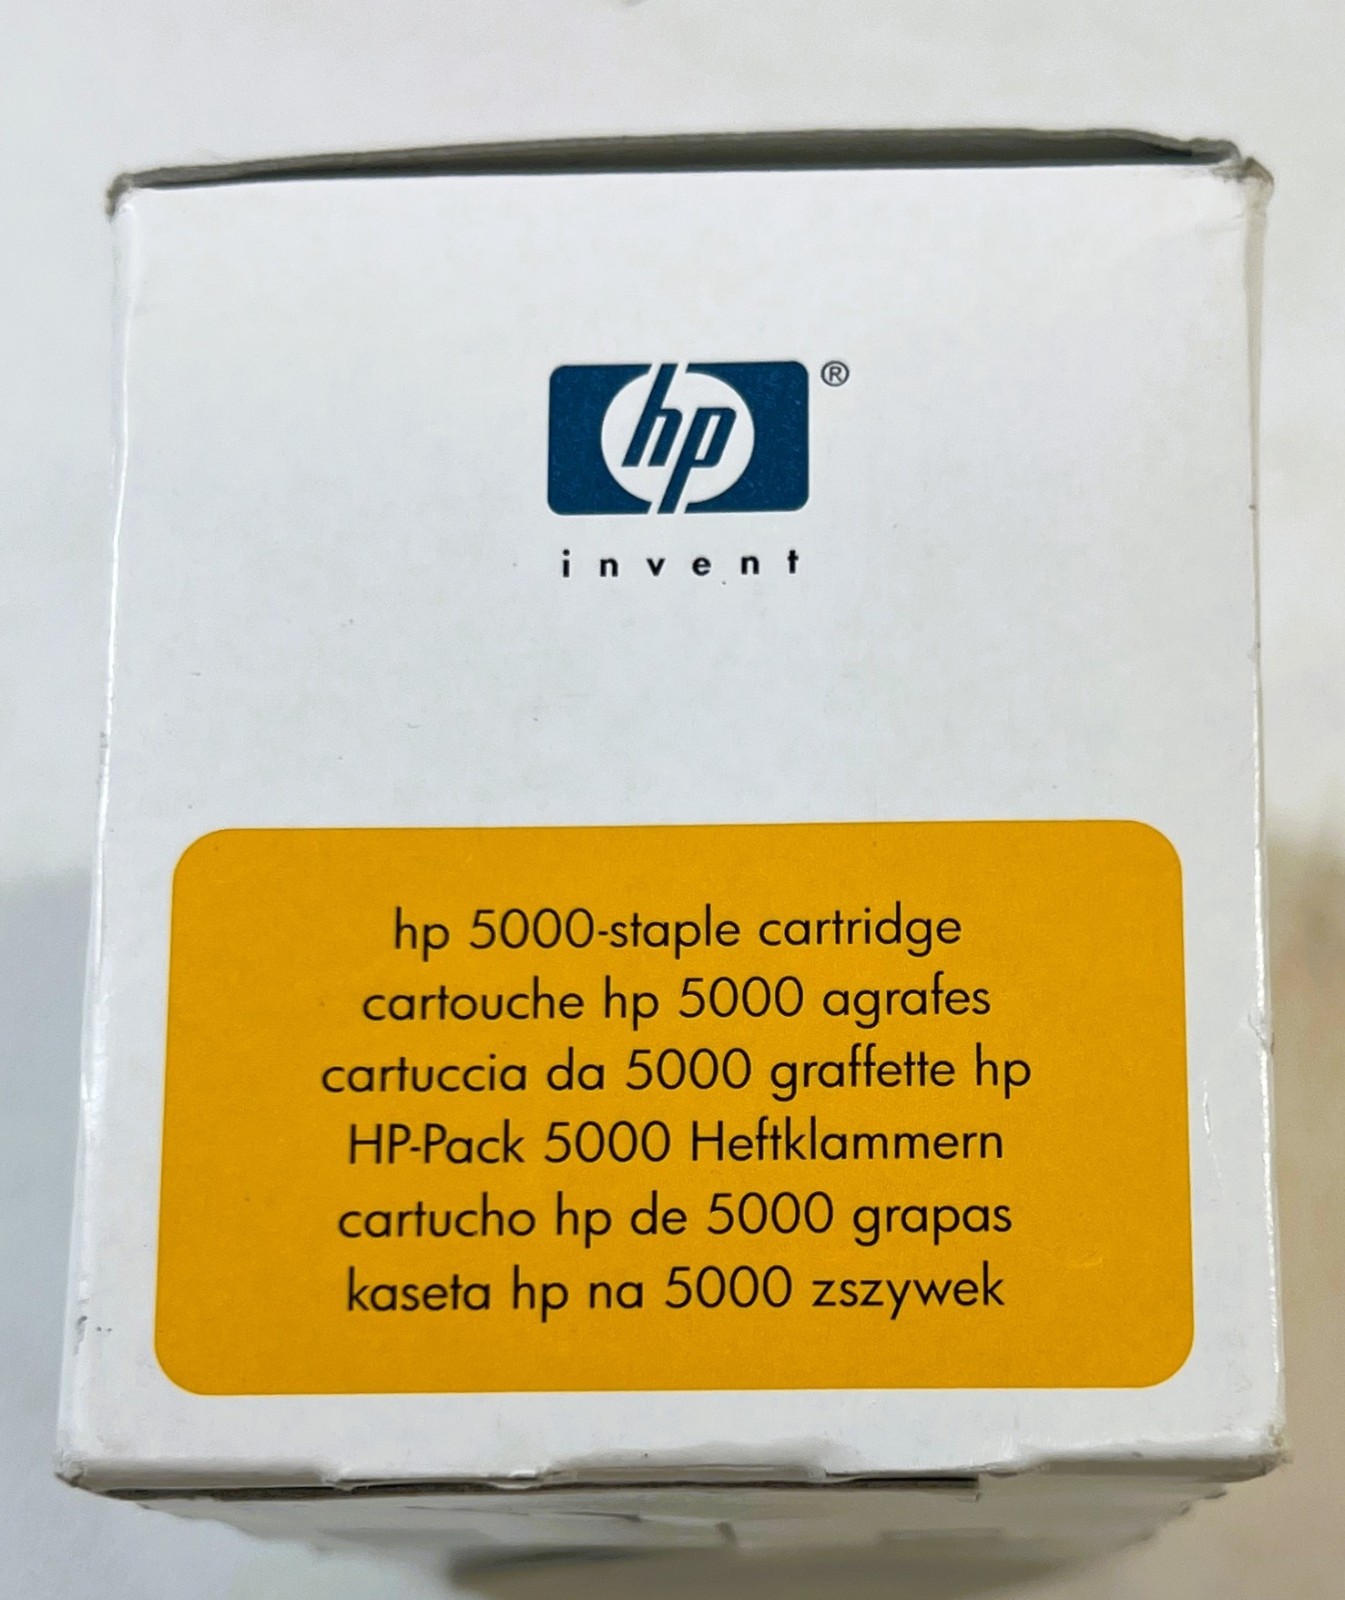 hp®
invent
hp 5000-staple cartridge
cartouche hp 5000 agrafes
cartuccia da 5000 graffette hp
HP-Pack 5000 Heftklammern
cartucho hp de 5000 grapas
kaseta hp na 5000 zszywek